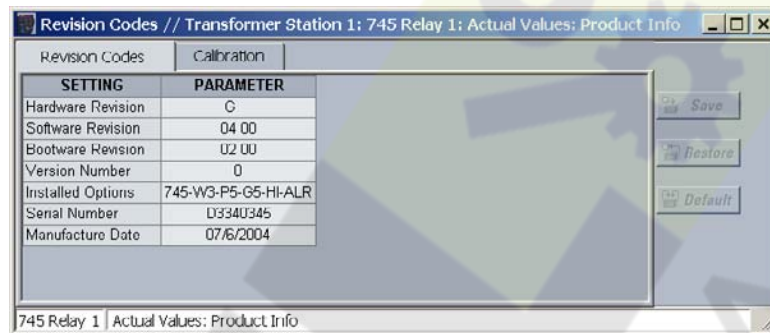 Revision Codes // Transformer Station 1: 745 Relay 1: Actual Values: Product Info
Revision Codes Calibration
SETTING PARAMETER
Hardware Revision G
Software Revision 04 00
Bootware Revision 02 00
Version Number 0
Installed Options 745-W3-P5-G5-HI-ALR
Serial Number D3340345
Manufacture Date 07/6/2004
Save
Restore
Default
745 Relay 1 Actual Values: Product Info